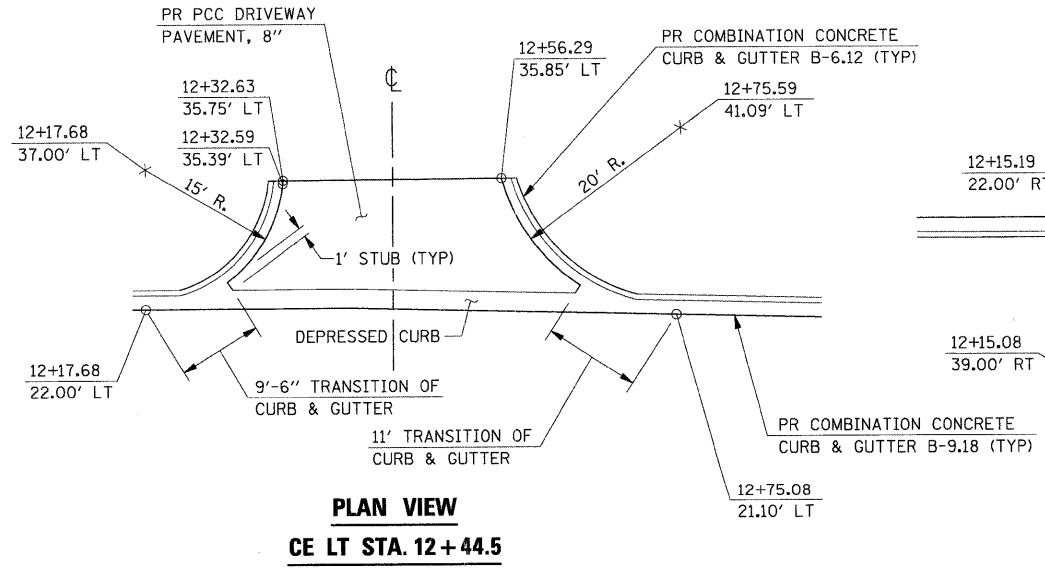 PR PCC DRIVEWAY
PAVEMENT, 8"
℄
12+56.29
35.85' LT
PR COMBINATION CONCRETE
CURB & GUTTER B-6.12 (TYP)
12+32.63
35.75' LT
12+75.59
41.09' LT
12+17.68
37.00' LT
12+32.59
35.39' LT
15' R.
20' R.
12+15.19
22.00' RT
1' STUB (TYP)
DEPRESSED CURB
12+15.08
39.00' RT
12+17.68
22.00' LT
9'-6" TRANSITION OF
CURB & GUTTER
11' TRANSITION OF
CURB & GUTTER
PR COMBINATION CONCRETE
CURB & GUTTER B-9.18 (TYP)
12+75.08
21.10' LT
PLAN VIEW
CE LT STA. 12+44.5